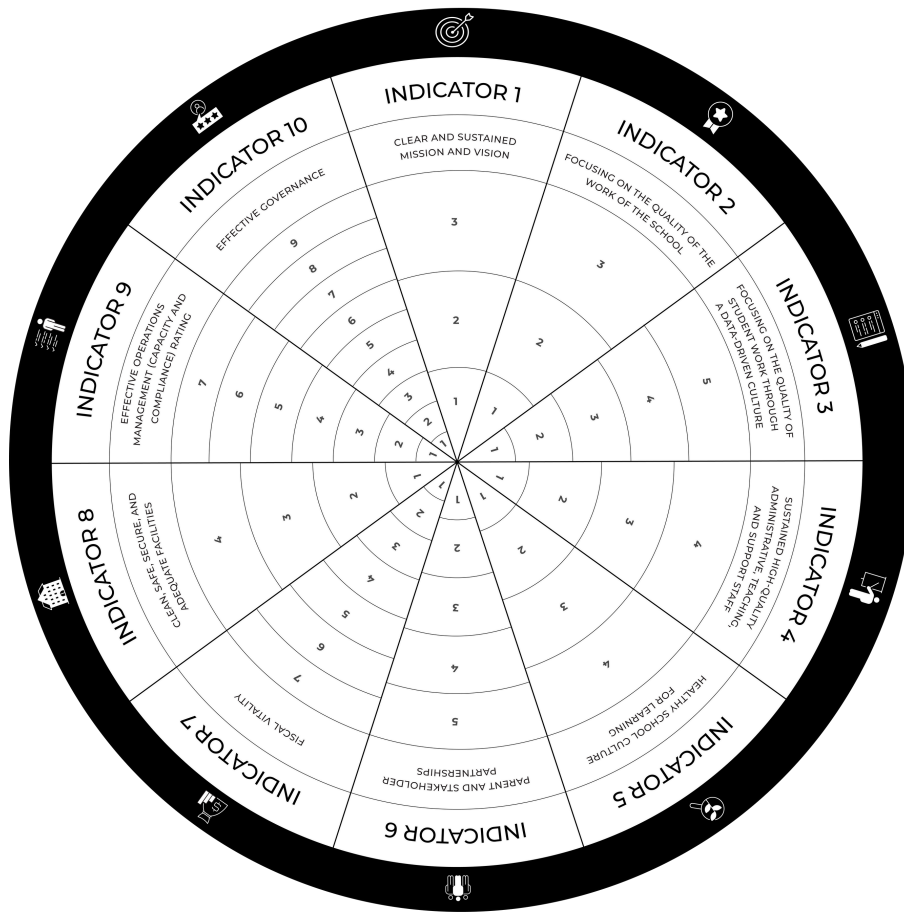 INDICATOR 1
CLEAR AND SUSTAINED
MISSION AND VISION
3
2
1
INDICATOR 2
FOCUSING ON THE QUALITY OF THE
WORK OF THE SCHOOL
3
2
1
INDICATOR 3
FOCUSING ON THE QUALITY OF
STUDENT WORK THROUGH
A DATA-DRIVEN CULTURE
5
4
3
2
1
INDICATOR 4
SUSTAINED HIGH-QUALITY
ADMINISTRATIVE, TEACHING,
AND SUPPORT STAFF
4
3
2
1
INDICATOR 5
HEALTHY SCHOOL CULTURE
FOR LEARNING
4
3
2
1
INDICATOR 6
PARENT AND STAKEHOLDER
PARTNERSHIPS
5
4
3
2
1
INDICATOR 7
FISCAL VITALITY
7
6
5
4
3
2
1
INDICATOR 8
CLEAN, SAFE, SECURE, AND
ADEQUATE FACILITIES
4
3
2
1
INDICATOR 9
EFFECTIVE OPERATIONS
MANAGEMENT (CAPACITY AND
COMPLIANCE) RATING
7
6
5
4
3
2
1
INDICATOR 10
EFFECTIVE GOVERNANCE
9
8
7
6
5
4
3
2
1